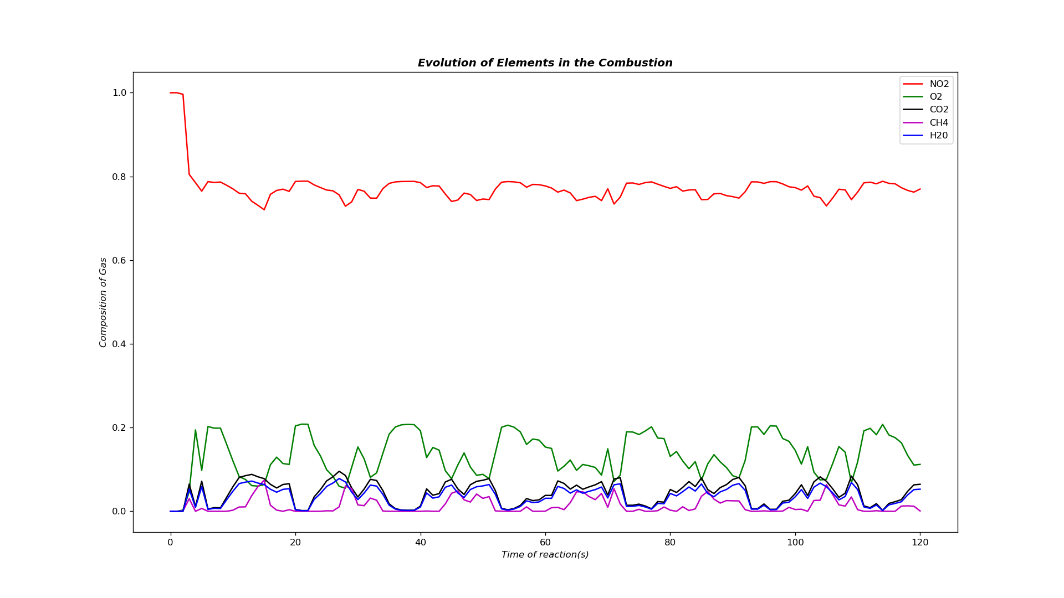 Evolution of Elements in the Combustion
NO2
O2
CO2
CH4
H20
1.0
0.8
0.6
0.4
0.2
0.0
Composition of Gas
0 20 40 60 80 100 120
Time of reaction(s)